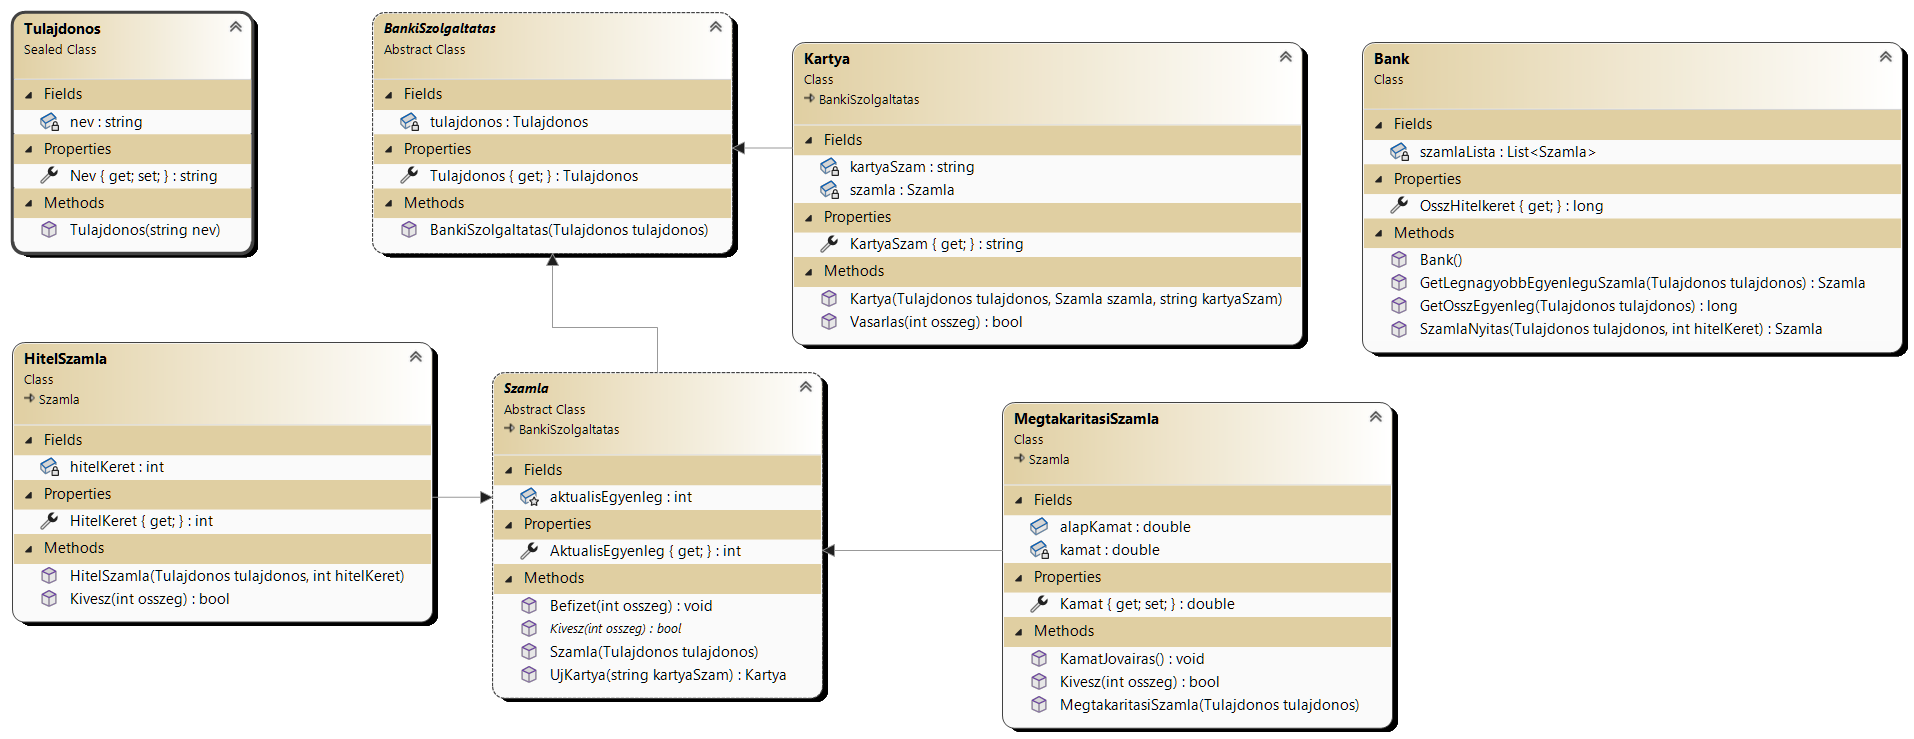 Tulajdonos
Sealed Class
Fields
nev : string
Properties
Nev { get; set; } : string
Methods
Tulajdonos(string nev)
BankiSzolgaltatas
Abstract Class
Fields
tulajdonos : Tulajdonos
Properties
Tulajdonos { get; } : Tulajdonos
Methods
BankiSzolgaltatas(Tulajdonos tulajdonos)
Kartya
Class
BankiSzolgaltatas
Fields
kartyaSzam : string
szamla : Szamla
Properties
KartyaSzam { get; } : string
Methods
Kartya(Tulajdonos tulajdonos, Szamla szamla, string kartyaSzam)
Vasarlas(int osszeg) : bool
Bank
Class
Fields
szamlaLista : List<Szamla>
Properties
OsszHitelkeret { get; } : long
Methods
Bank()
GetLegnagyobbEgyenleguSzamla(Tulajdonos tulajdonos) : Szamla
GetOsszEgyenleg(Tulajdonos tulajdonos) : long
SzamlaNyitas(Tulajdonos tulajdonos, int hitelKeret) : Szamla
HitelSzamla
Class
Szamla
Fields
hitelKeret : int
Properties
HitelKeret { get; } : int
Methods
HitelSzamla(Tulajdonos tulajdonos, int hitelKeret)
Kivesz(int osszeg) : bool
Szamla
Abstract Class
BankiSzolgaltatas
Fields
aktualisEgyenleg : int
Properties
AktualisEgyenleg { get; } : int
Methods
Befizet(int osszeg) : void
Kivesz(int osszeg) : bool
Szamla(Tulajdonos tulajdonos)
UjKartya(string kartyaSzam) : Kartya
MegtakaritasiSzamla
Class
Szamla
Fields
alapKamat : double
kamat : double
Properties
Kamat { get; set; } : double
Methods
KamatJovairas() : void
Kivesz(int osszeg) : bool
MegtakaritasiSzamla(Tulajdonos tulajdonos)